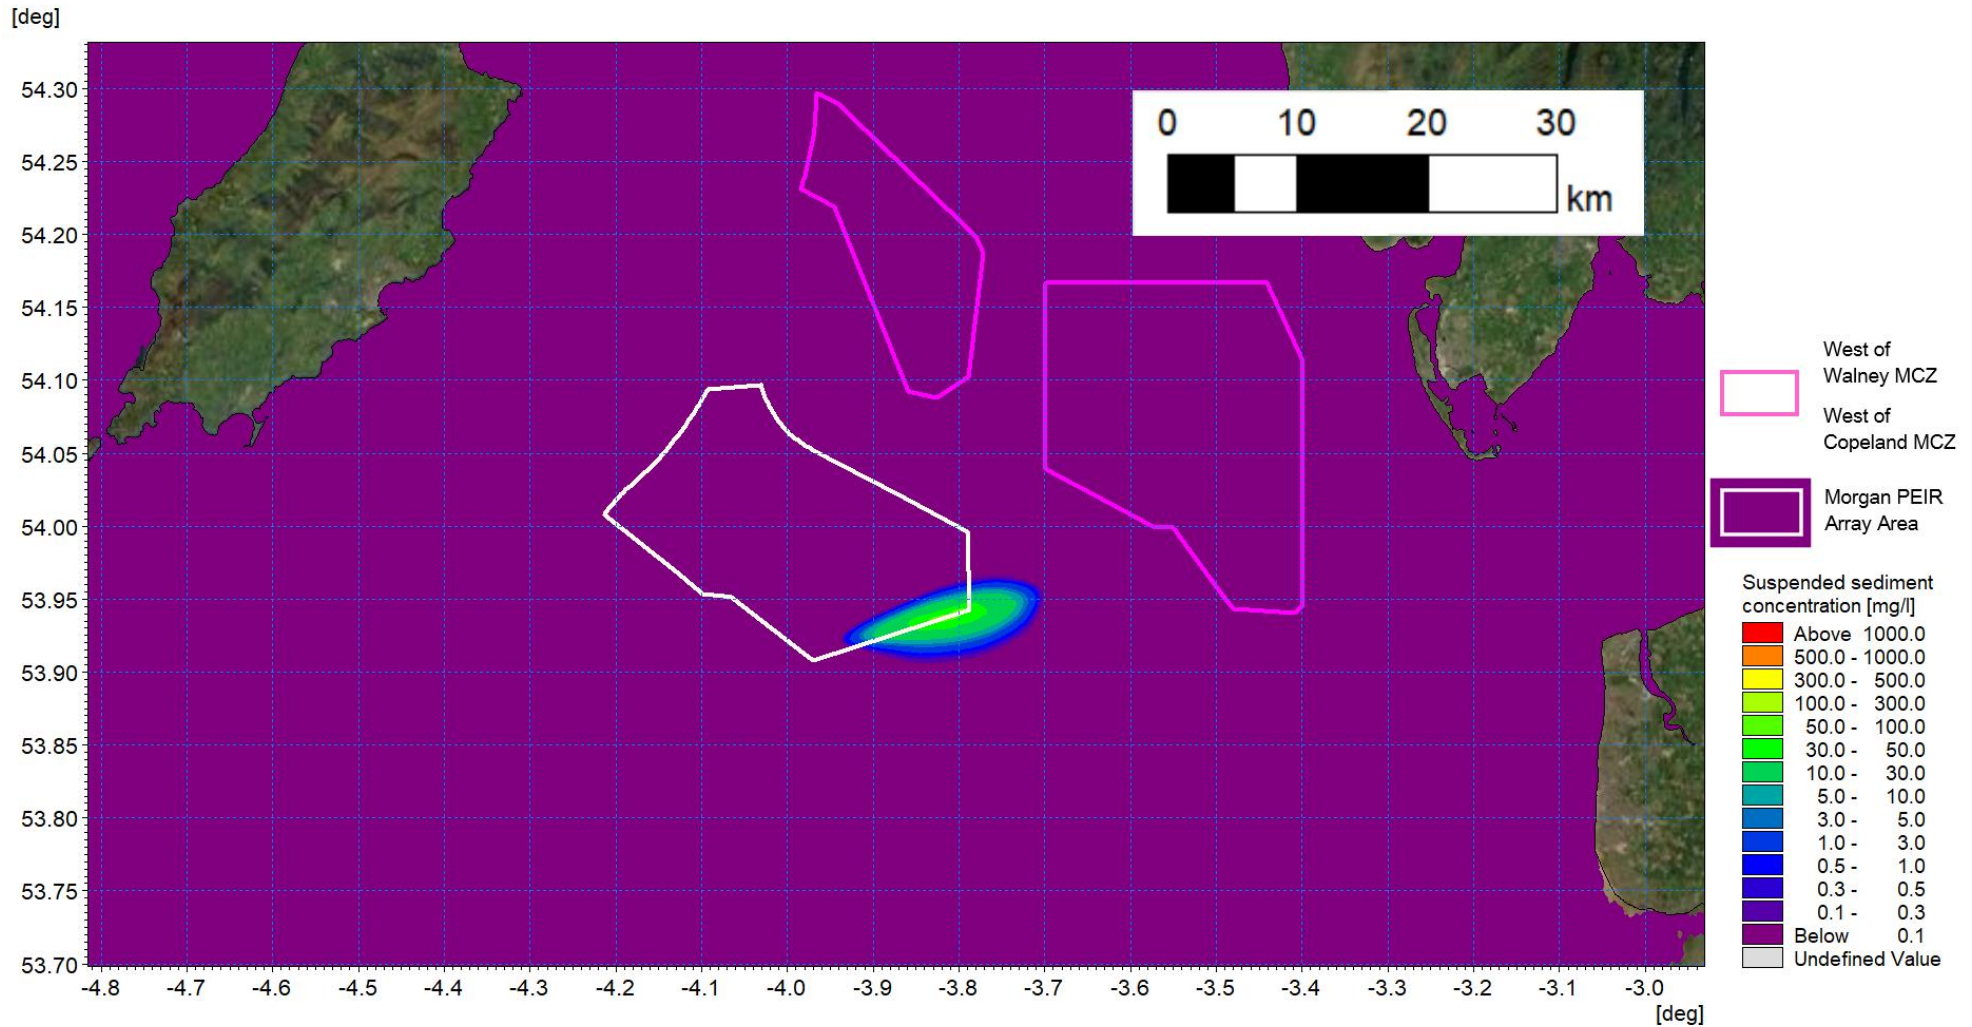 [deg]
54.30
54.25
54.20
54.15
54.10
54.05
54.00
53.95
53.90
53.85
53.80
53.75
53.70
-4.8 -4.7 -4.6 -4.5 -4.4 -4.3 -4.2 -4.1 -4.0 -3.9 -3.8 -3.7 -3.6 -3.5 -3.4 -3.3 -3.2 -3.1 -3.0
[deg]
0 10 20 30
km
West of
Walney MCZ
West of
Copeland MCZ
Morgan PEIR
Array Area
Suspended sediment
concentration [mg/l]
Above 1000.0
500.0 - 1000.0
300.0 - 500.0
100.0 - 300.0
50.0 - 100.0
30.0 - 50.0
10.0 - 30.0
5.0 - 10.0
3.0 - 5.0
1.0 - 3.0
0.5 - 1.0
0.3 - 0.5
0.1 - 0.3
Below 0.1
Undefined Value